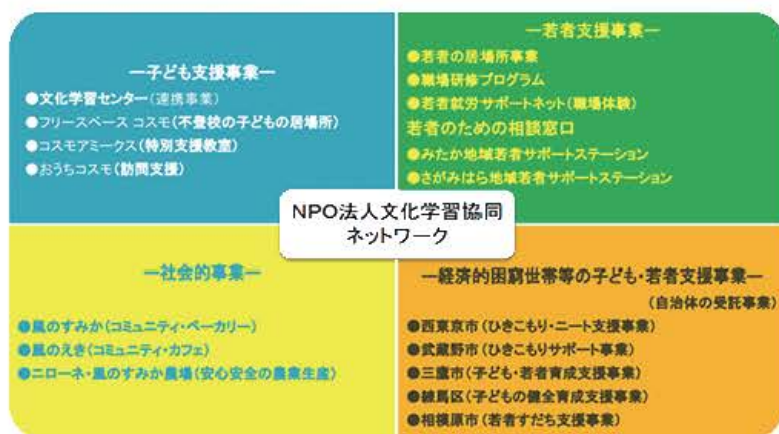 ―子ども支援事業―
●文化学習センター(連携事業)
●フリースペース コスモ(不登校の子どもの居場所)
●コスモアミークス(特別支援教室)
●おうちコスモ(訪問支援)
―若者支援事業―
●若者の居場所事業
●職場研修プログラム
●若者就労サポートネット(職場体験)
若者のための相談窓口
●みたか地域若者サポートステーション
●さがみはら地域若者サポートステーション
NPO法人文化学習協同
ネットワーク
―社会的事業―
●風のすみか(コミュニティ・ベーカリー)
●風のえき(コミュニティ・カフェ)
●ニローネ・風のすみか農場(安心安全の農業生産)
―経済的困窮世帯等の子ども・若者支援事業―
(自治体の受託事業)
●西東京市(ひきこもり・ニート支援事業)
●武蔵野市(ひきこもりサポート事業)
●三鷹市(子ども・若者育成支援事業)
●練馬区(子どもの健全育成支援事業)
●相模原市(若者すだち支援事業)